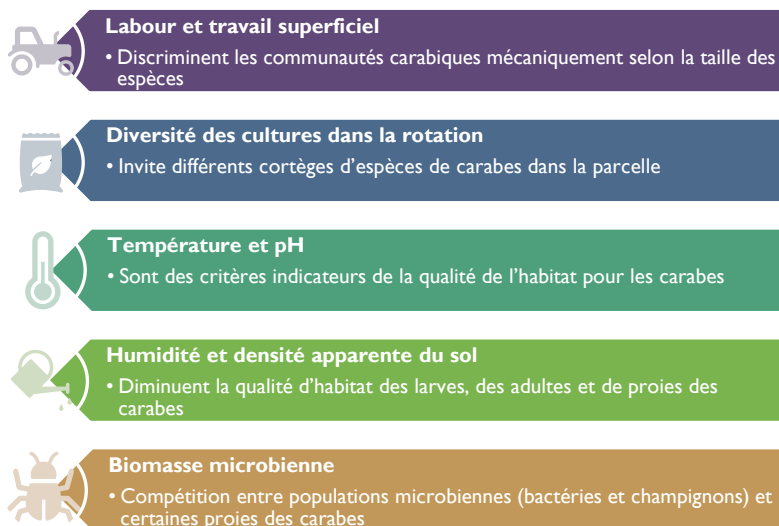 Labour et travail superficiel
• Discriminent les communautés carabiques mécaniquement selon la taille des
espèces
Diversité des cultures dans la rotation
• Invite différents cortèges d’espèces de carabes dans la parcelle
Température et pH
• Sont des critères indicateurs de la qualité de l’habitat pour les carabes
Humidité et densité apparente du sol
• Diminuent la qualité d’habitat des larves, des adultes et de proies des
carabes
Biomasse microbienne
• Compétition entre populations microbiennes (bactéries et champignons) et
certaines proies des carabes